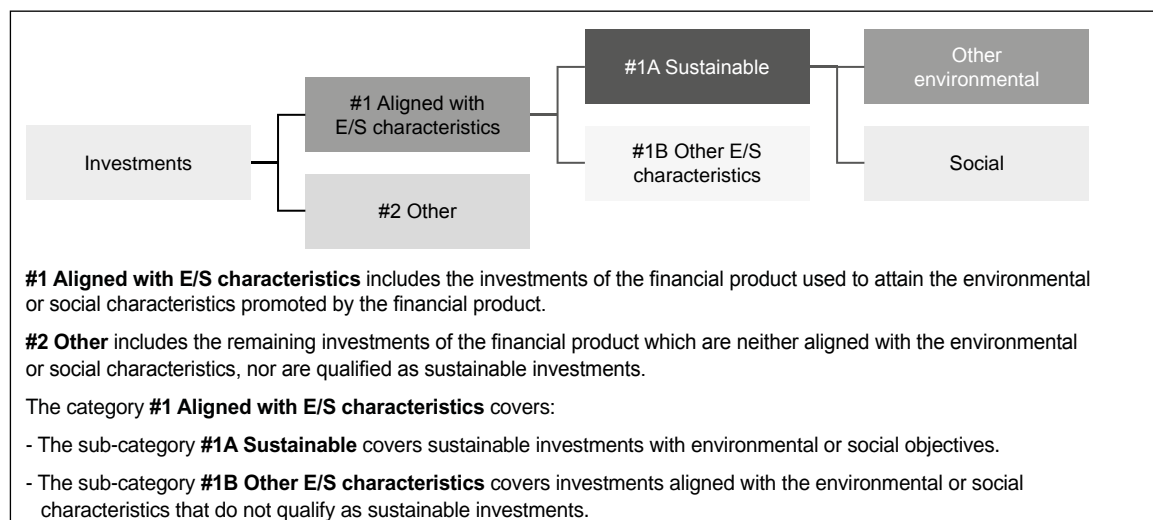 Investments
#1 Aligned with
E/S characteristics
#2 Other
#1A Sustainable
#1B Other E/S
characteristics
Other
environmental
Social
#1 Aligned with E/S characteristics includes the investments of the financial product used to attain the environmental
or social characteristics promoted by the financial product.
#2 Other includes the remaining investments of the financial product which are neither aligned with the environmental
or social characteristics, nor are qualified as sustainable investments.
The category #1 Aligned with E/S characteristics covers:
- The sub-category #1A Sustainable covers sustainable investments with environmental or social objectives.
- The sub-category #1B Other E/S characteristics covers investments aligned with the environmental or social
characteristics that do not qualify as sustainable investments.